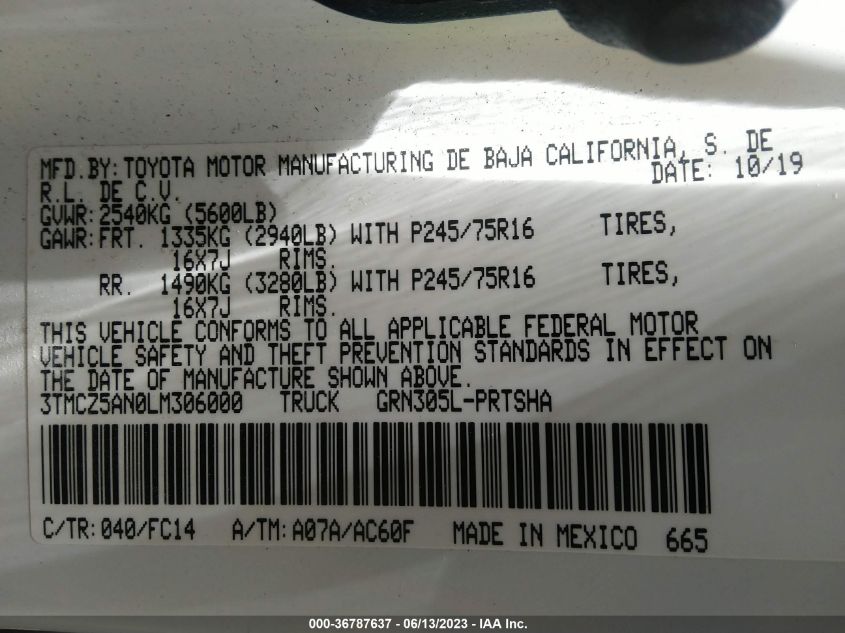 MFD.BY:TOYOTA MOTOR MANUFACTURING DE BAJA CALIFORNIA, S. DE
R.L. DE C.V. DATE: 10/19
GVWR:2540KG (5600LB)
GAWR:FRT. 1335KG (2940LB) WITH P245/75R16 TIRES,
16X7J RIMS.
RR. 1490KG (3280LB) WITH P245/75R16 TIRES,
16X7J RIMS.
THIS VEHICLE CONFORMS TO ALL APPLICABLE FEDERAL MOTOR
VEHICLE SAFETY AND THEFT PREVENTION STANDARDS IN EFFECT ON
THE DATE OF MANUFACTURE SHOWN ABOVE.
3TMCZ5AN0LM306000 TRUCK GRN305L-PRTSHA
C/TR:040/FC14 A/TM:A07A/AC60F MADE IN MEXICO 665
000-36787637 - 06/13/2023 - IAA Inc.